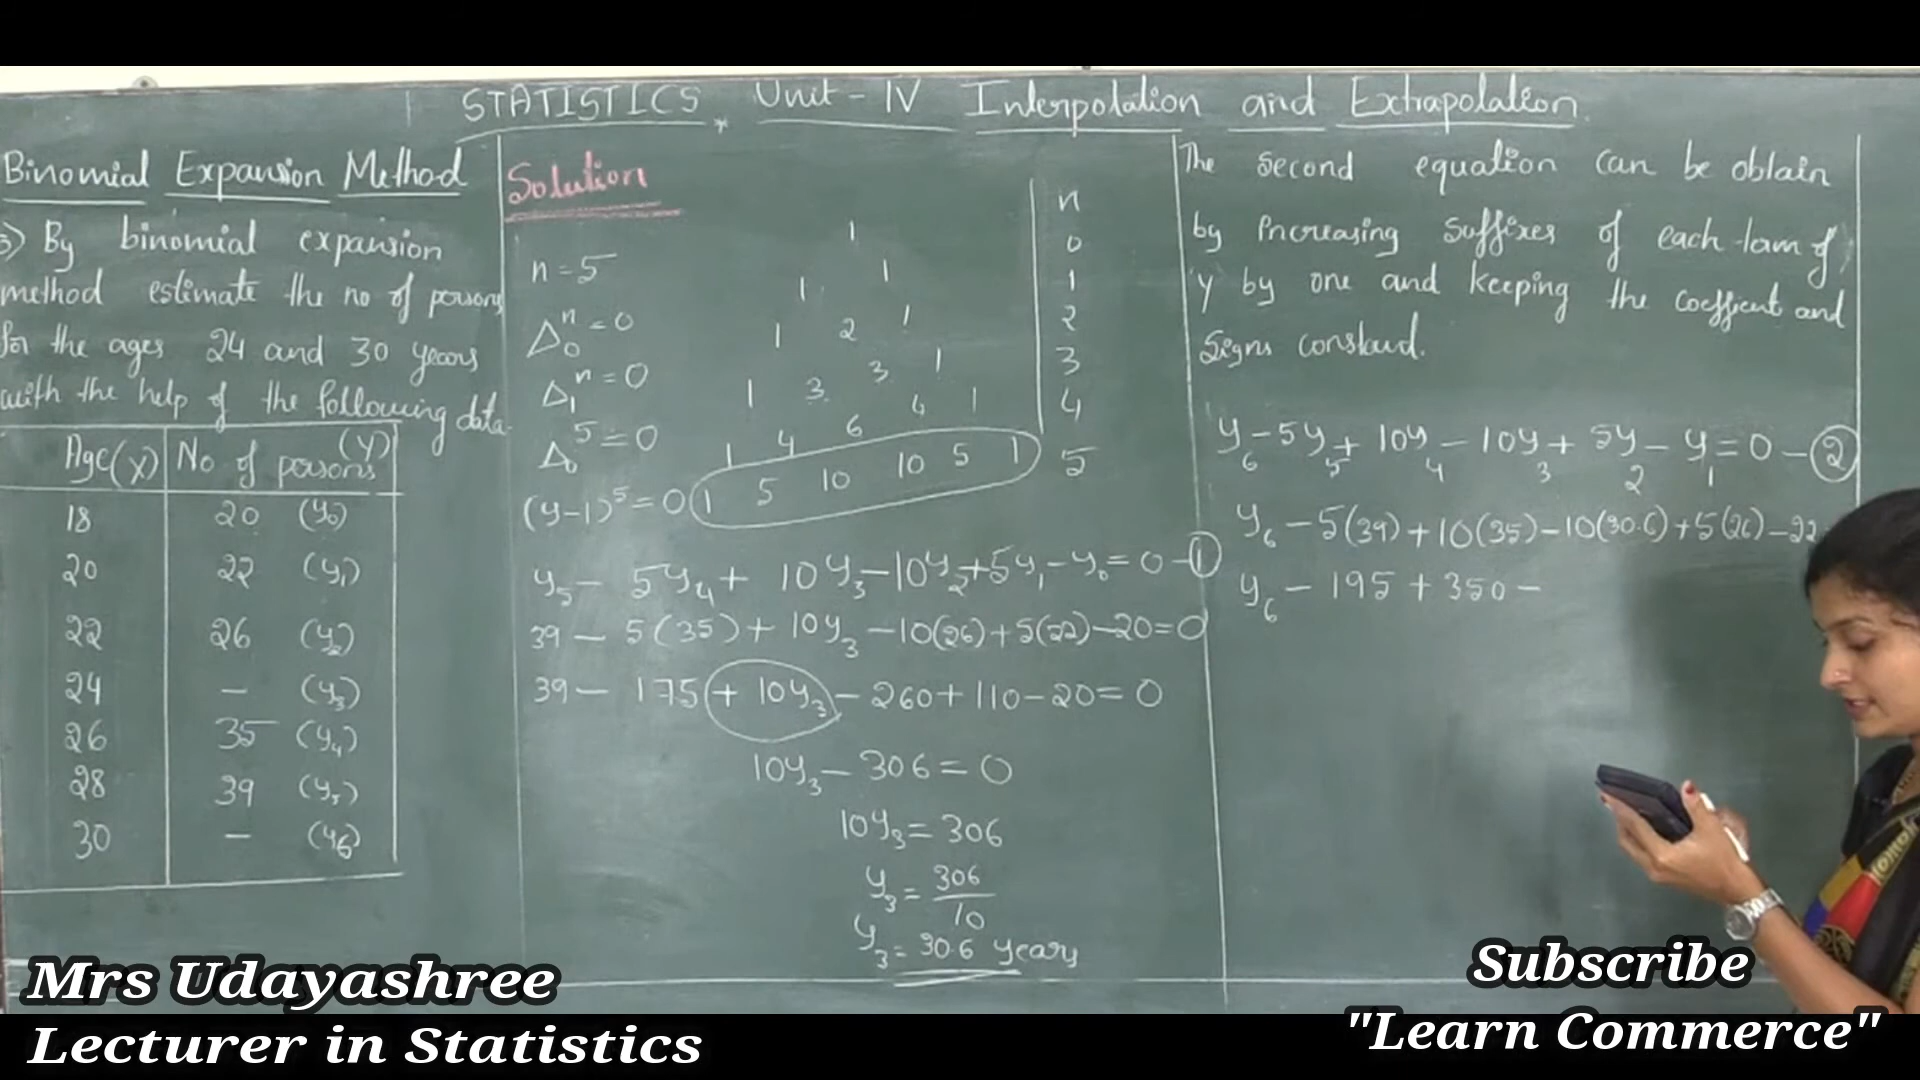 STATISTICS. Unit - IV Interpolation and Extrapolation.
Binomial Expansion Method
3) By binomial expansion
method estimate the no of persons
for the ages 24 and 30 years
with the help of the following data.
Age(X) No of persons (Y)
18 20 (y₀)
20 22 (y₁)
22 26 (y₂)
24 — (y₃)
26 35 (y₄)
28 39 (y₅)
30 — (y₆)
Solution
n = 5
Δ₀ⁿ = 0
Δ₁ⁿ = 0
Δ₀⁵ = 0
(y-1)⁵ = 0
n
1 0
1 1 1
1 2 1 2
1 3 3 1 3
1 4 6 4 1 4
1 5 10 10 5 1 5
y₅ - 5y₄ + 10y₃ - 10y₂ + 5y₁ - y₀ = 0 - ①
39 - 5(35) + 10y₃ - 10(26) + 5(22) - 20 = 0
39 - 175 + 10y₃ - 260 + 110 - 20 = 0
10y₃ - 306 = 0
10y₃ = 306
y₃ = 306/10
y₃ = 30.6 years
The second equation can be obtain
by increasing suffixes of each term of
y by one and keeping the coefficient and
signs constant.
y₆ - 5y₅ + 10y₄ - 10y₃ + 5y₂ - y₁ = 0 - ②
y₆ - 5(39) + 10(35) - 10(30.6) + 5(26) - 22
y₆ - 195 + 350 -
Mrs Udayashree
Lecturer in Statistics
Subscribe
"Learn Commerce"